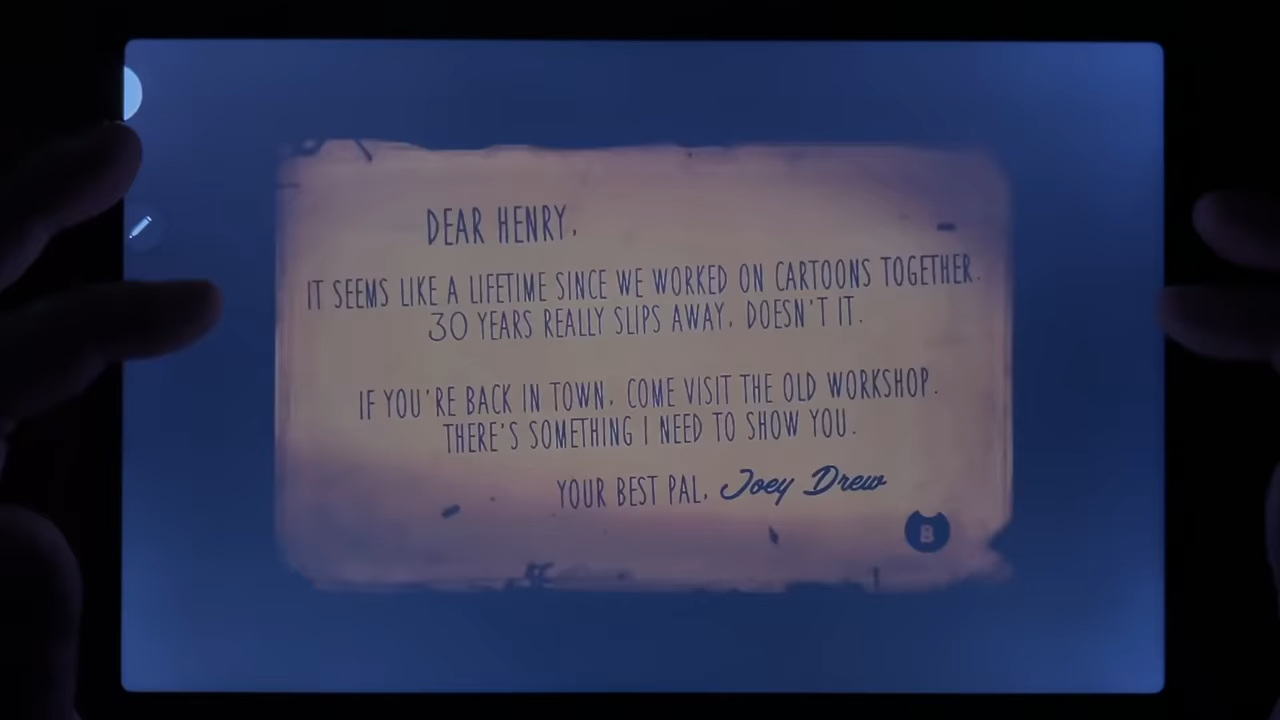 DEAR HENRY,
IT SEEMS LIKE A LIFETIME SINCE WE WORKED ON CARTOONS TOGETHER.
30 YEARS REALLY SLIPS AWAY, DOESN'T IT.
IF YOU'RE BACK IN TOWN, COME VISIT THE OLD WORKSHOP.
THERE'S SOMETHING I NEED TO SHOW YOU.
YOUR BEST PAL, Joey Drew
B